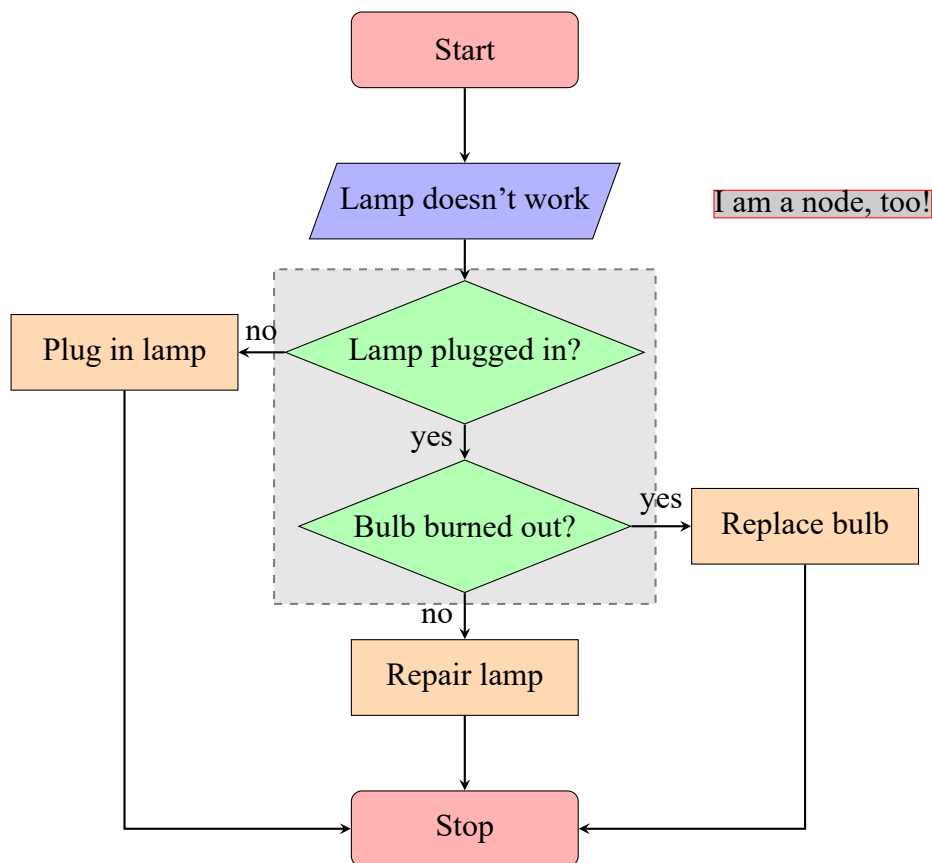 Start
Lamp doesn’t work
I am a node, too!
no
Plug in lamp
Lamp plugged in?
yes
yes
Bulb burned out?
Replace bulb
no
Repair lamp
Stop